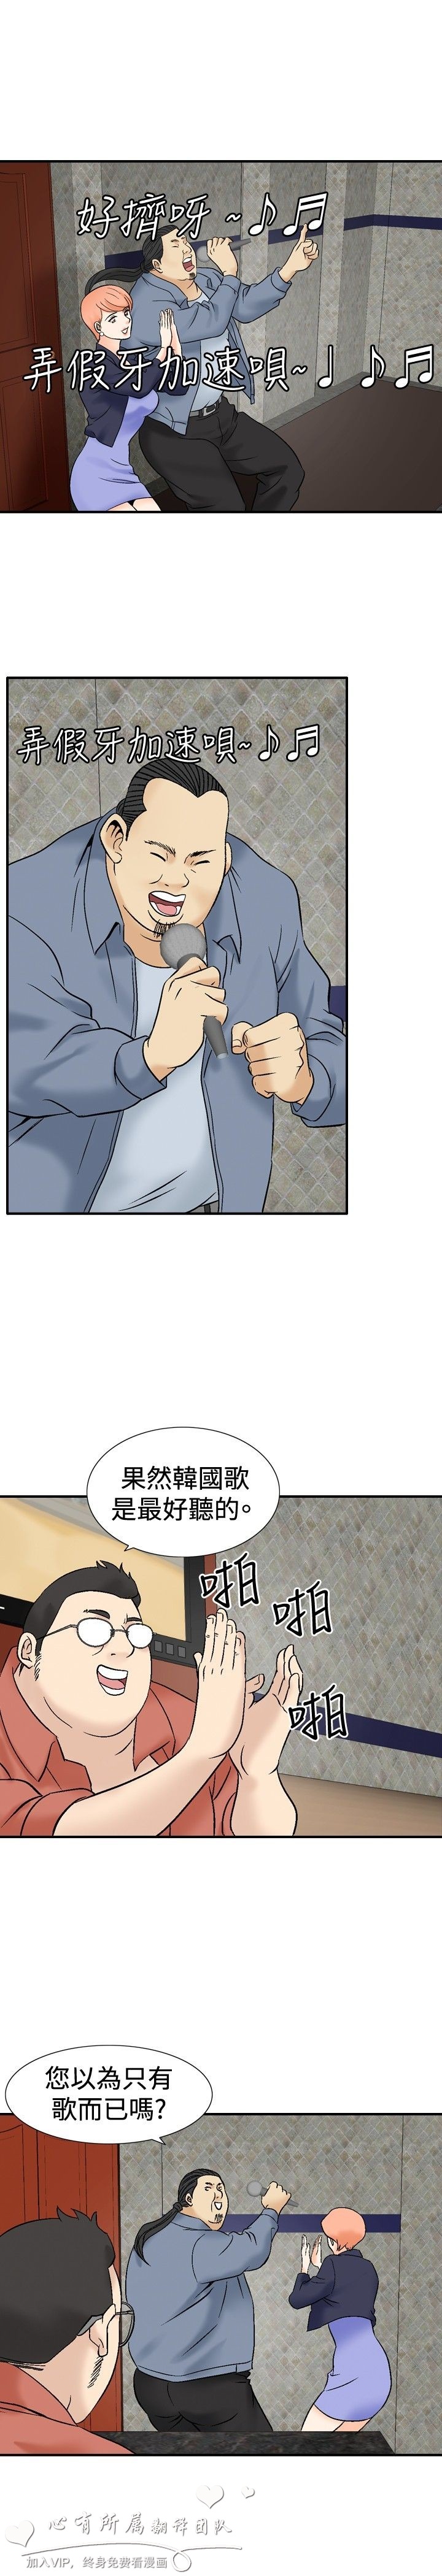 好擠呀~♪♬
弄假牙加速唄~♩♪♬
弄假牙加速唄~♪♬
果然韓國歌
是最好聽的。
啪
啪
啪
您以為只有
歌而已嗎?
心有所属翻译团队
加入VIP，终身免费看漫画